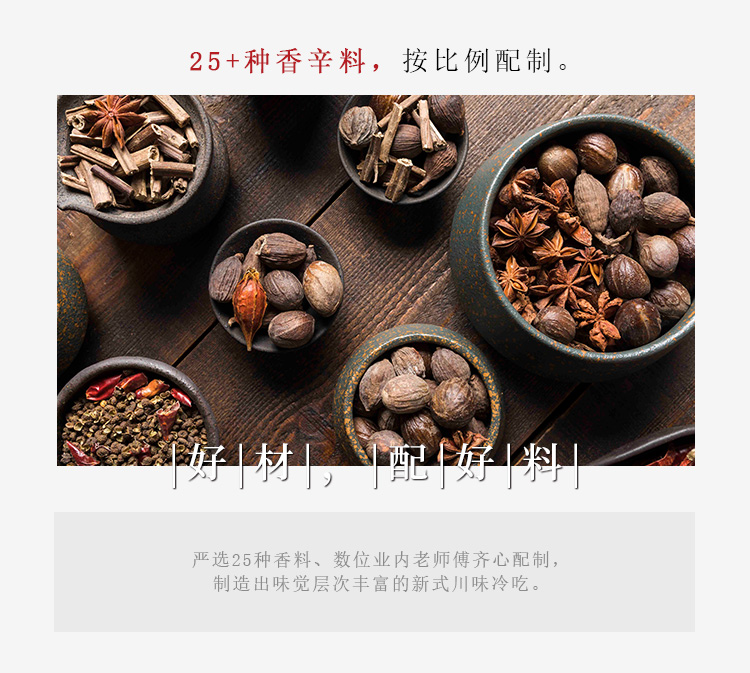 25+种香辛料，按比例配制。
|好|材|，|配|好|料|
严选25种香料、数位业内老师傅齐心配制，
制造出味觉层次丰富的新式川味冷吃。